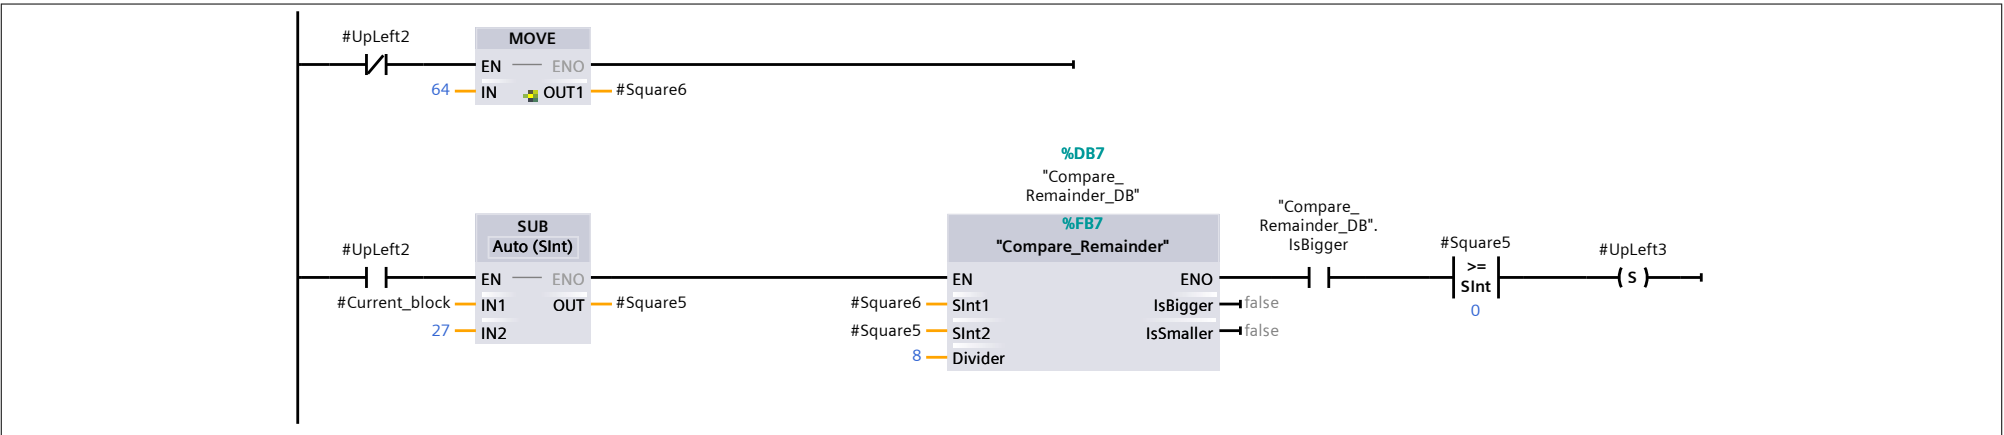 #UpLeft2
MOVE
EN
ENO
64
IN
OUT1
#Square6
%DB7
"Compare_
Remainder_DB"
#UpLeft2
SUB
Auto (SInt)
EN
ENO
#Current_block
IN1
OUT
#Square5
27
IN2
%FB7
"Compare_Remainder"
EN
ENO
#Square6
SInt1
IsBigger
false
#Square5
SInt2
IsSmaller
false
8
Divider
"Compare_
Remainder_DB".
IsBigger
#Square5
>=
SInt
0
#UpLeft3
S